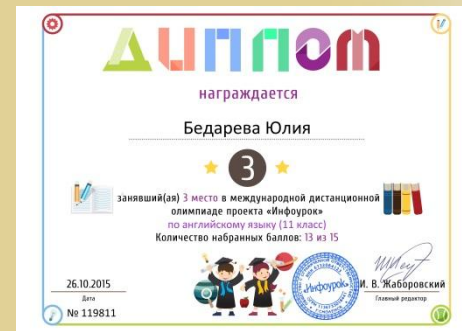 ДИПЛОМ
награждается
Бедарева Юлия
3
занявший(ая) 3 место в международной дистанционной
олимпиаде проекта «Инфоурок»
по английскому языку (11 класс)
Количество набранных баллов: 13 из 15
26.10.2015
Дата
№ 119811
«Инфоурок»
И. В. Жаборовский
Главный редактор